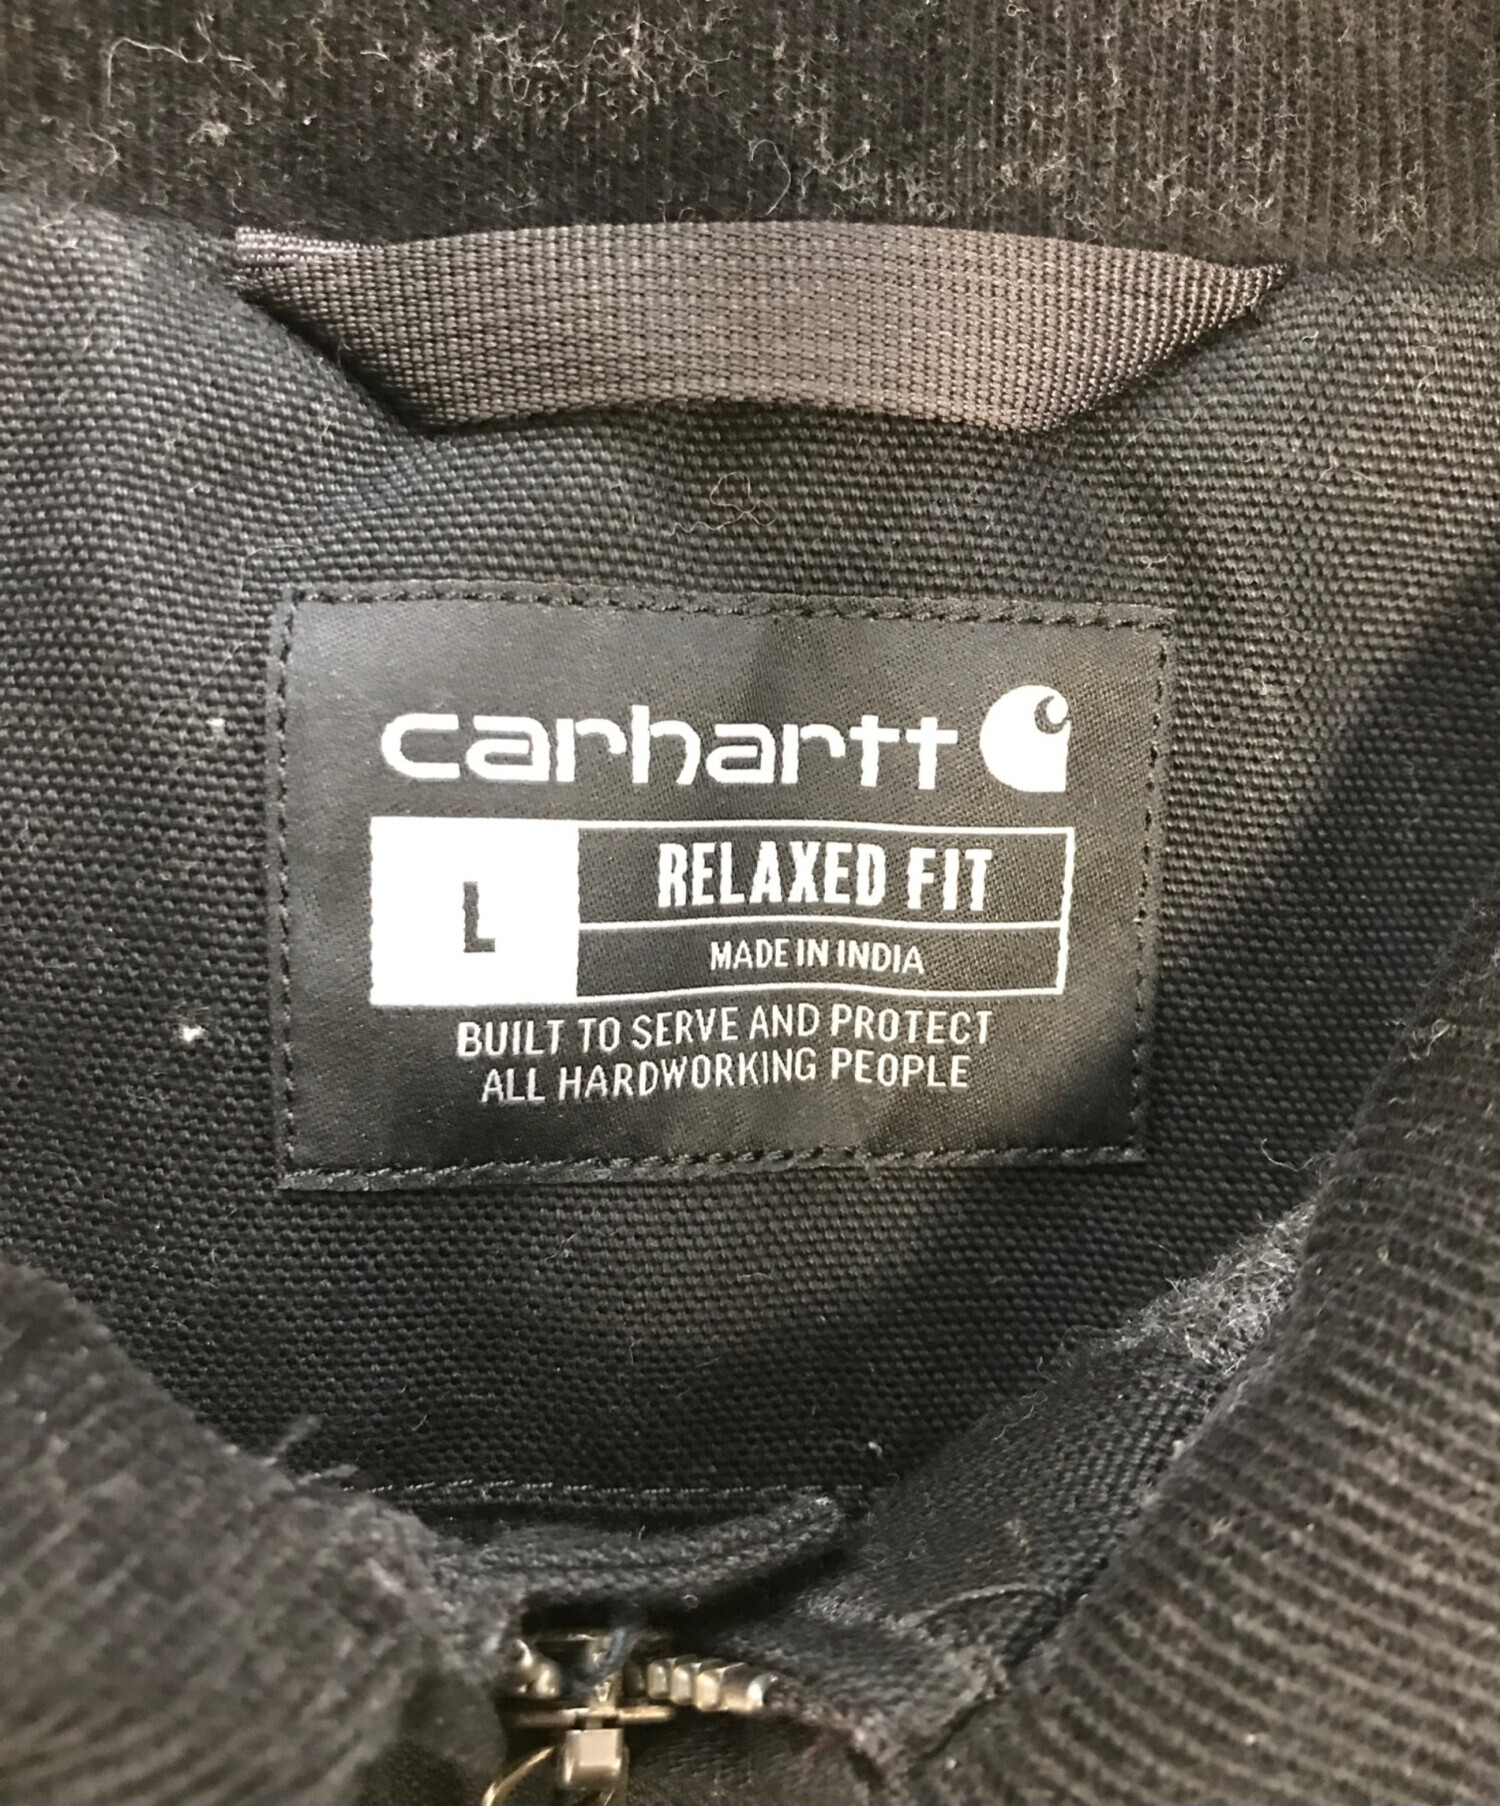 carhartt
L
RELAXED FIT
MADE IN INDIA
BUILT TO SERVE AND PROTECT
ALL HARDWORKING PEOPLE